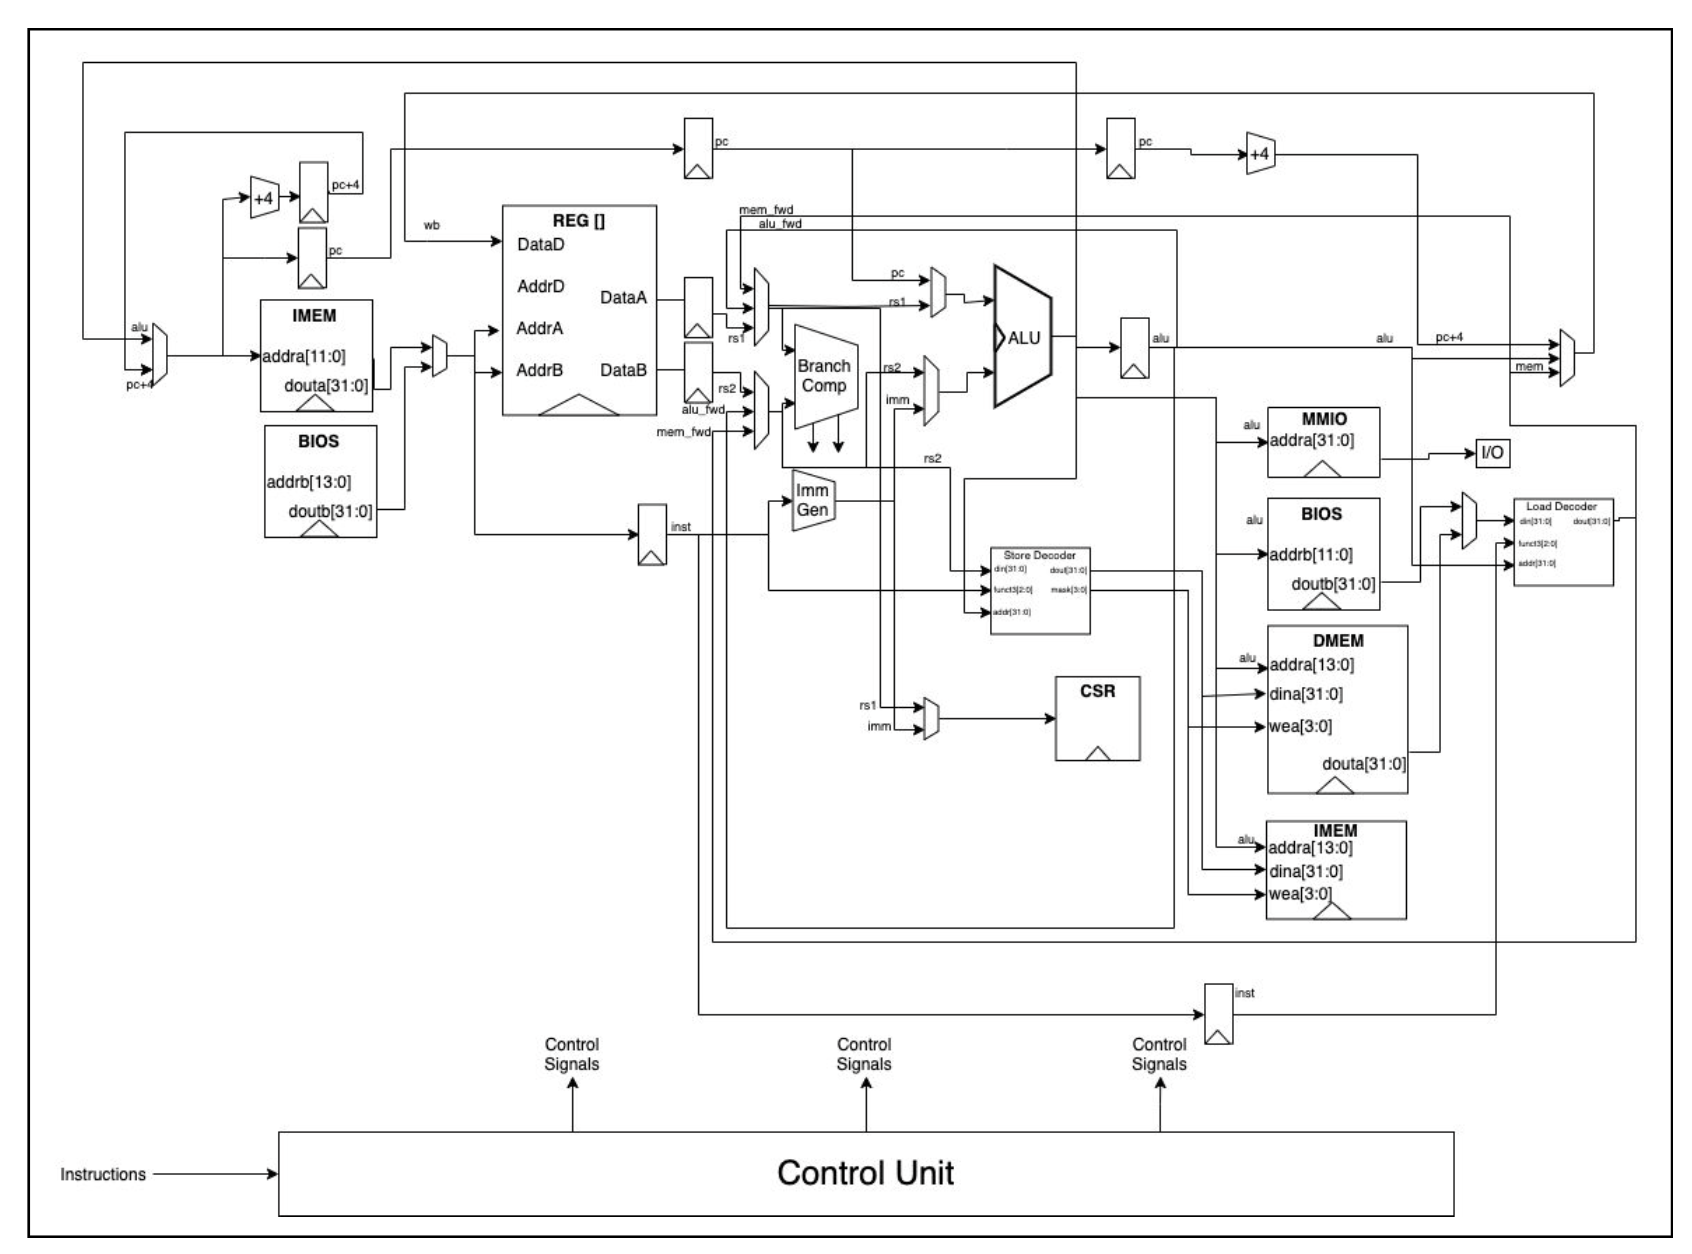 pc
pc
+4
+4
pc+4
mem_fwd
REG []
wb
alu_fwd
DataD
pc
pc
AddrD
DataA
rs1
IMEM
alu
AddrA
rs1
ALU
alu
alu
pc+4
addra[11:0]
Branch
Comp
rs2
mem
AddrB
DataB
pc+4
douta[31:0]
rs2
imm
alu_fwd
MMIO
alu
addra[31:0]
mem_fwd
BIOS
I/O
rs2
addrb[13:0]
Imm
Gen
doutb[31:0]
BIOS
Load Decoder
alu
din[31:0]
dout[31:0]
inst
funct3[2:0]
Store Decoder
addrb[11:0]
addr[31:0]
din(31:0]
dout[31:0]
doutb[31:0]
funct3[2:0]
mask[3:0]
addr[31:0]
DMEM
alu
addra[13:0]
CSR
dina[31:0]
rs1
imm
wea[3:0]
douta[31:0]
IMEM
alu
addra[13:0]
dina[31:0]
wea[3:0]
inst
Control
Signals
Control
Signals
Control
Signals
Instructions
Control Unit